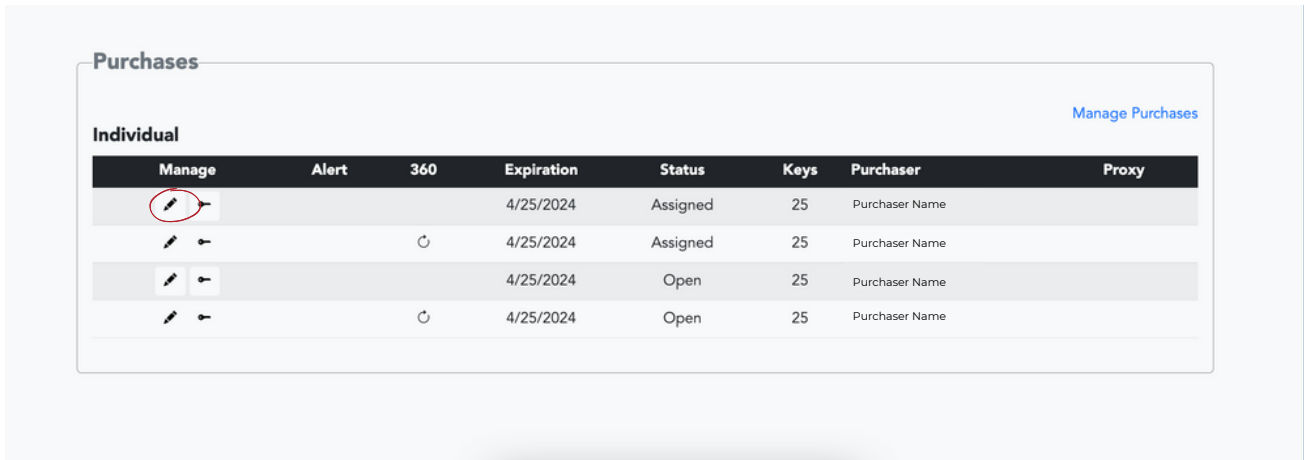 Purchases
Manage Purchases
Individual
Manage Alert 360 Expiration Status Keys Purchaser Proxy
4/25/2024 Assigned 25 Purchaser Name
4/25/2024 Assigned 25 Purchaser Name
4/25/2024 Open 25 Purchaser Name
4/25/2024 Open 25 Purchaser Name